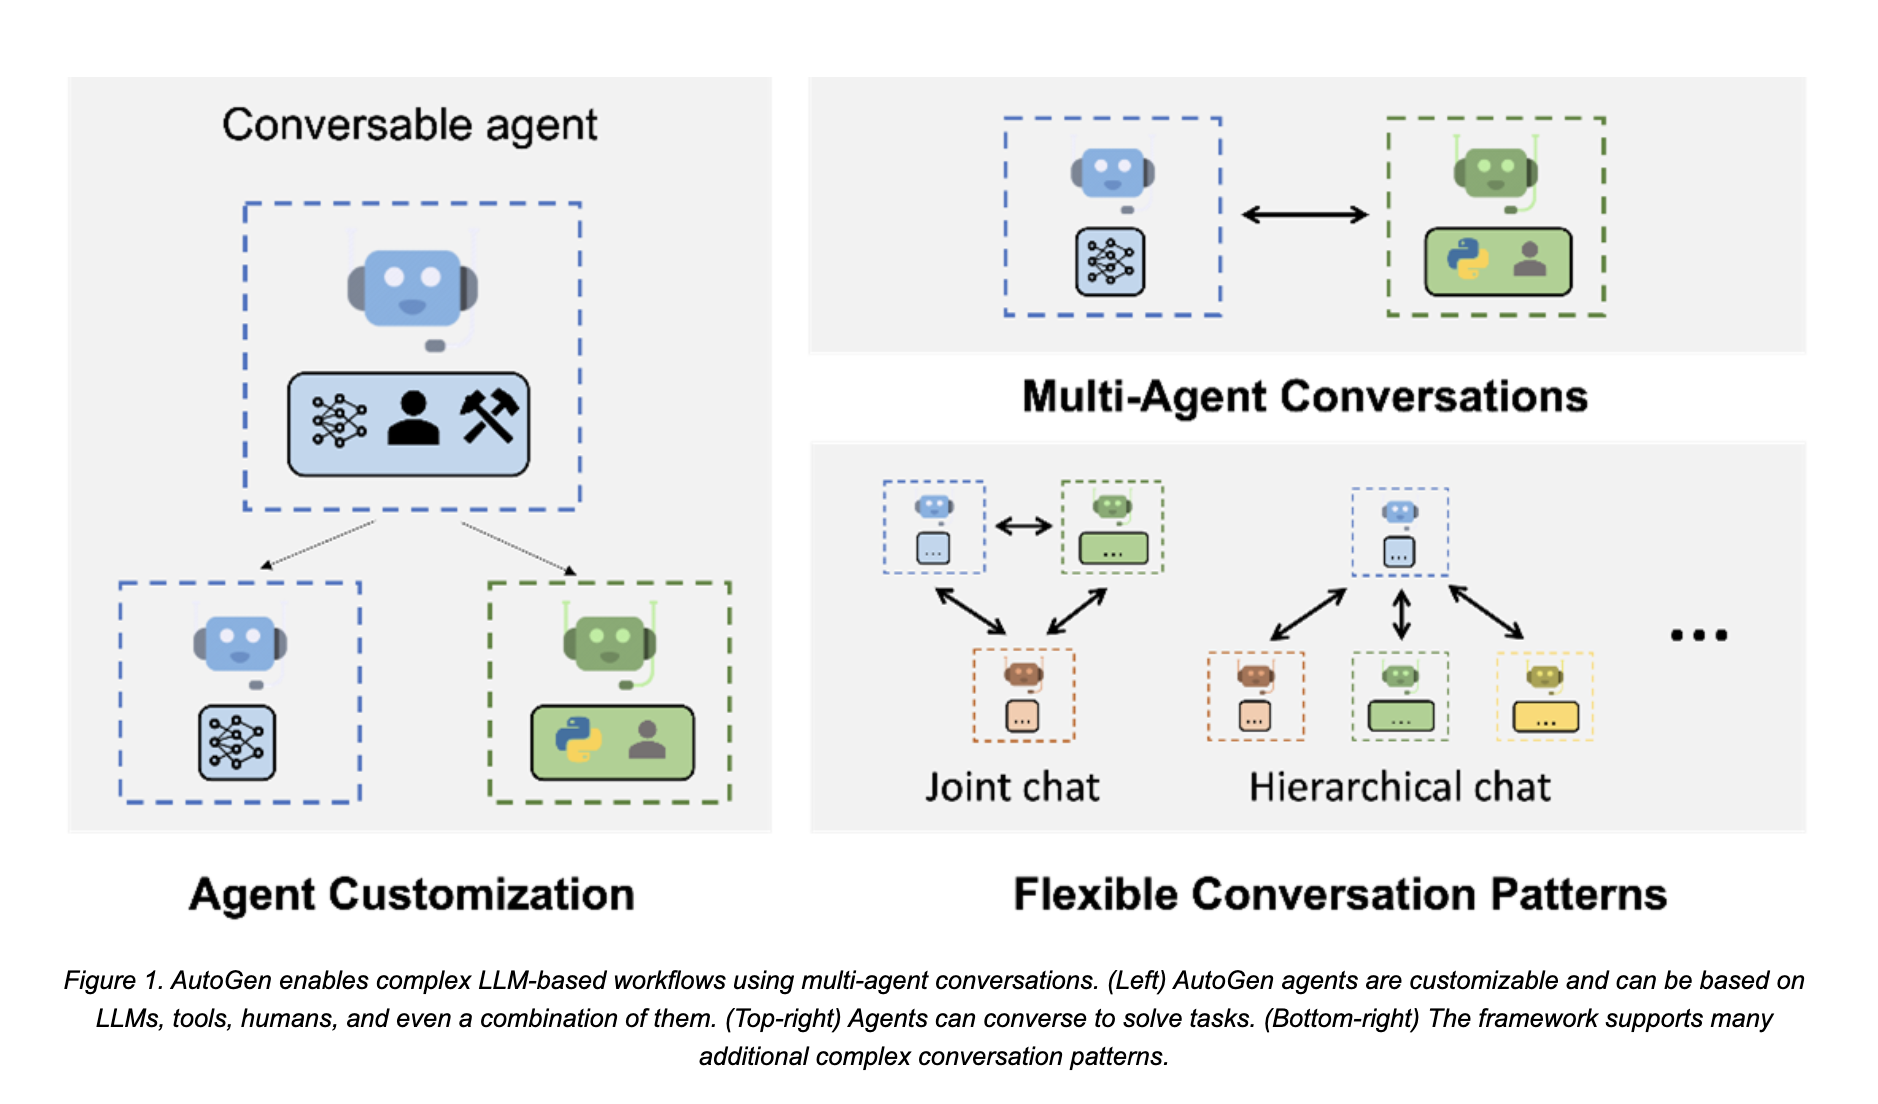 Conversable agent
Agent Customization
Multi-Agent Conversations
...
...
...
...
...
...
...
...
Joint chat
Hierarchical chat
Flexible Conversation Patterns
Figure 1. AutoGen enables complex LLM-based workflows using multi-agent conversations. (Left) AutoGen agents are customizable and can be based on
LLMs, tools, humans, and even a combination of them. (Top-right) Agents can converse to solve tasks. (Bottom-right) The framework supports many
additional complex conversation patterns.